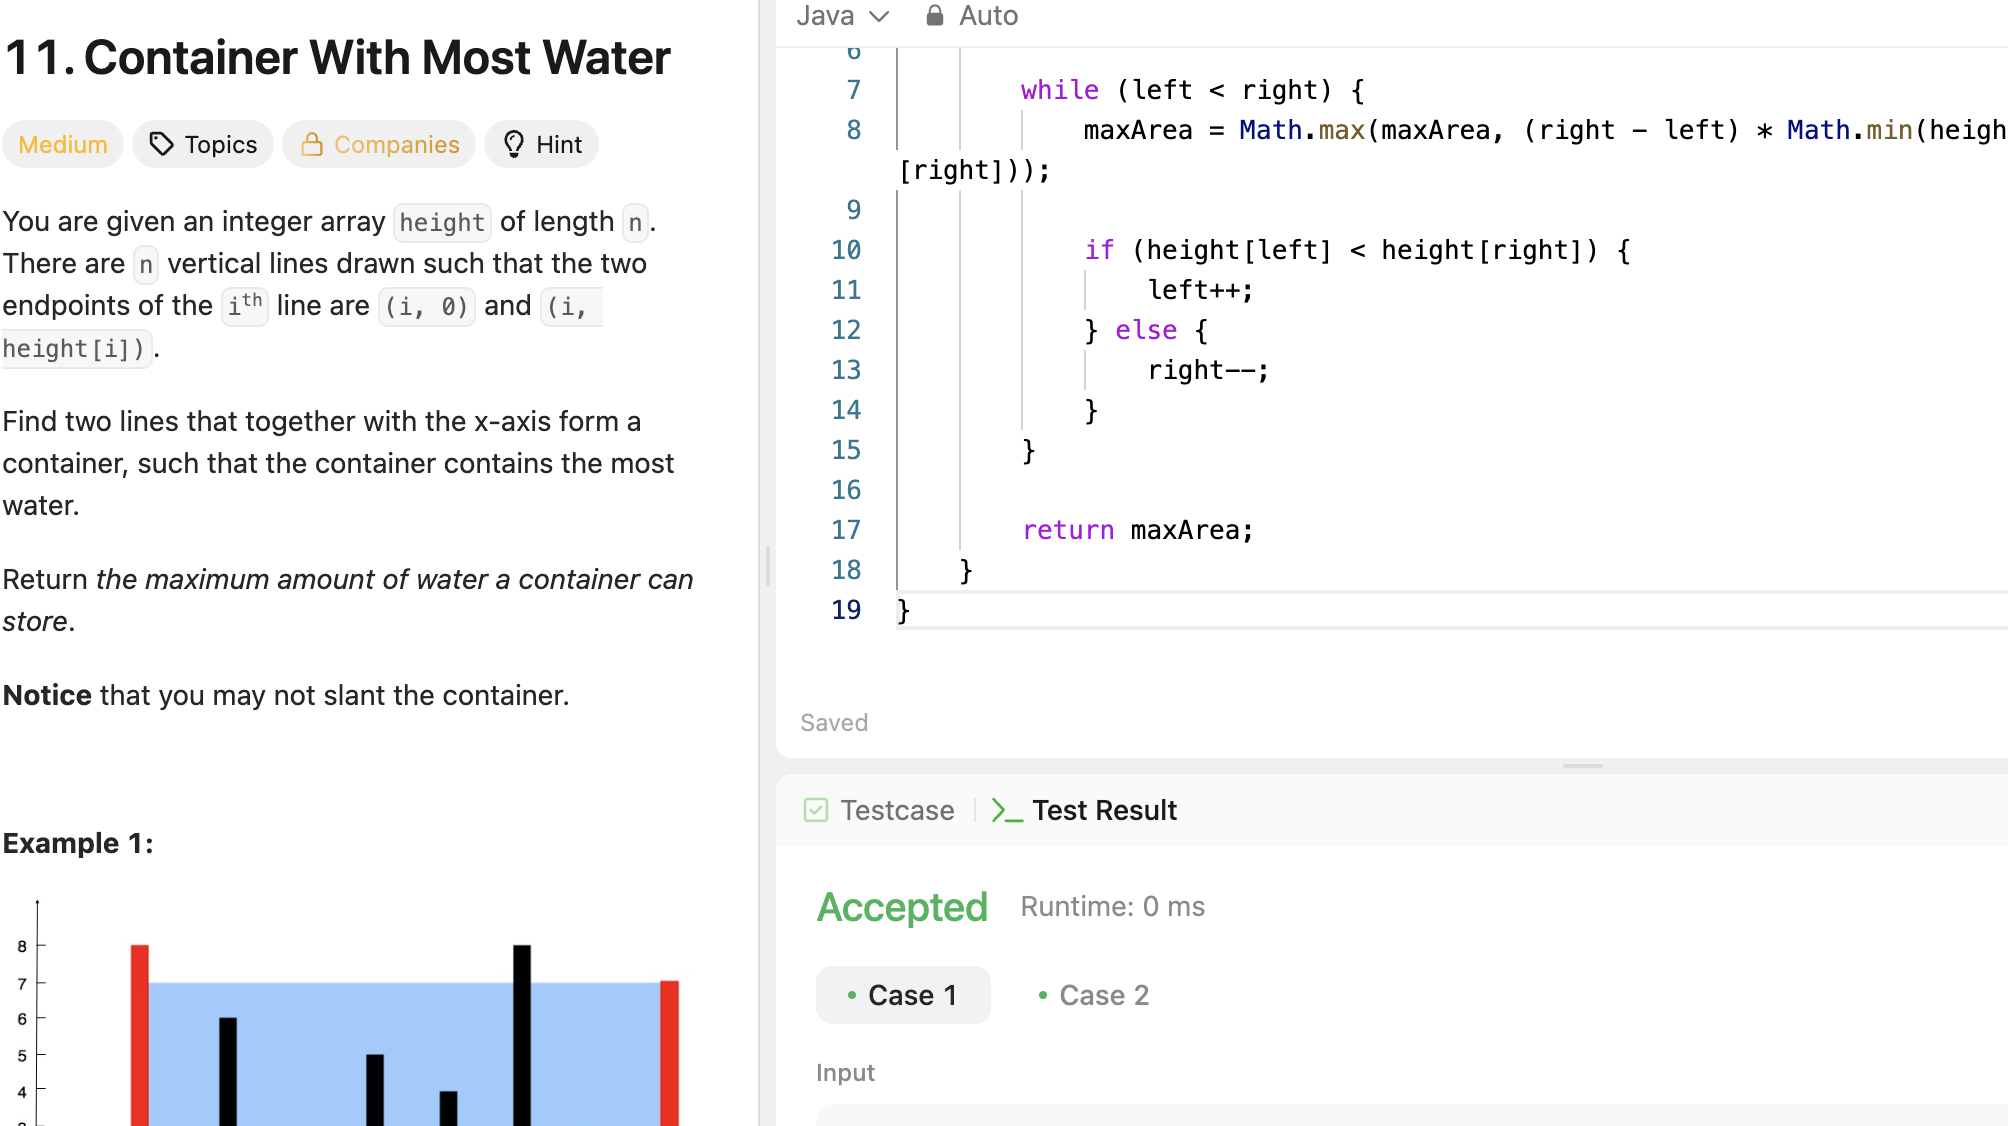 11. Container With Most Water
Medium Topics Companies Hint
You are given an integer array height of length n.
There are n vertical lines drawn such that the two
endpoints of the ith line are (i, 0) and (i,
height[i]).
Find two lines that together with the x-axis form a
container, such that the container contains the most
water.
Return the maximum amount of water a container can
store.
Notice that you may not slant the container.
Example 1:
8
7
6
5
4
Java Auto
6
7 while (left < right) {
8 maxArea = Math.max(maxArea, (right - left) * Math.min(heigh
[right]));
9
10 if (height[left] < height[right]) {
11 left++;
12 } else {
13 right--;
14 }
15 }
16
17 return maxArea;
18 }
19 }
Saved
Testcase >_ Test Result
Accepted Runtime: 0 ms
• Case 1 • Case 2
Input